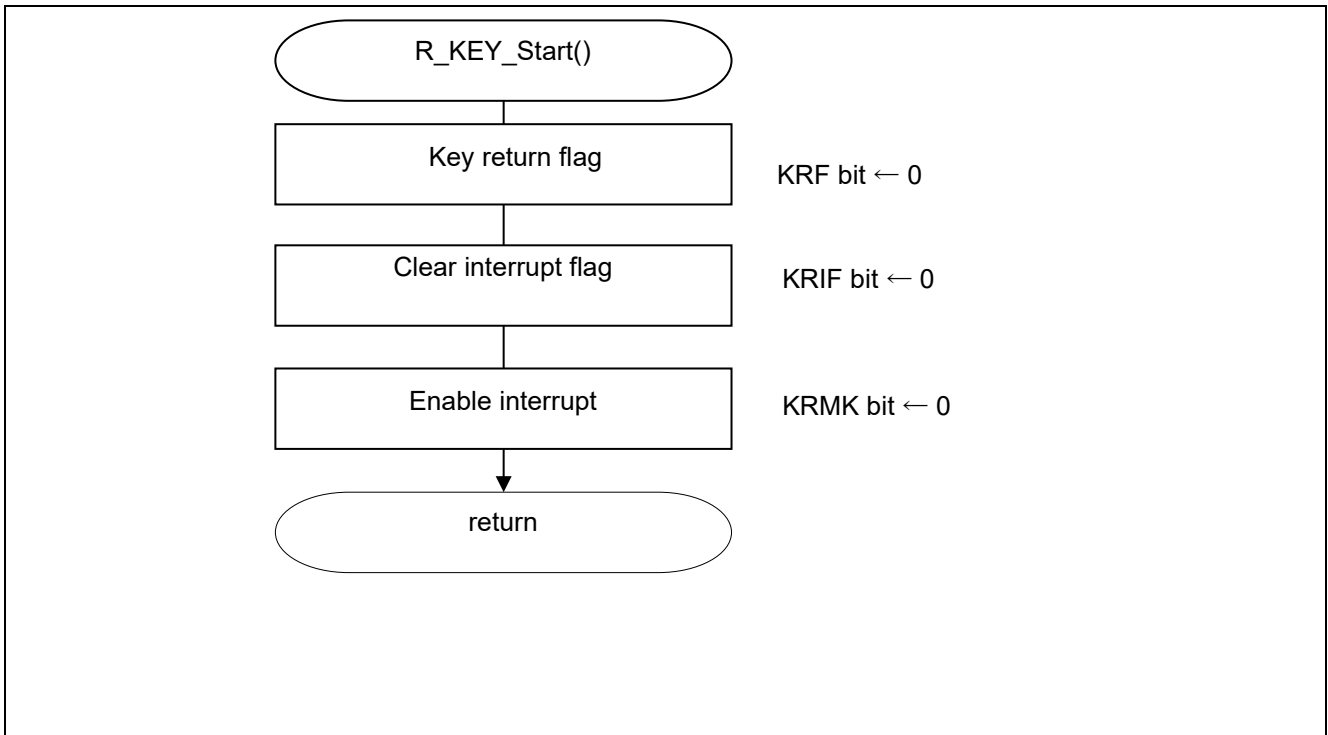 R_KEY_Start()
Key return flag
KRF bit ← 0
Clear interrupt flag
KRIF bit ← 0
Enable interrupt
KRMK bit ← 0
return